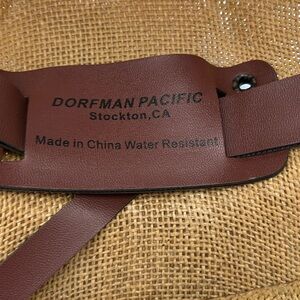 DORFMAN PACIFIC
Stockton,CA
Made in China Water Resistant